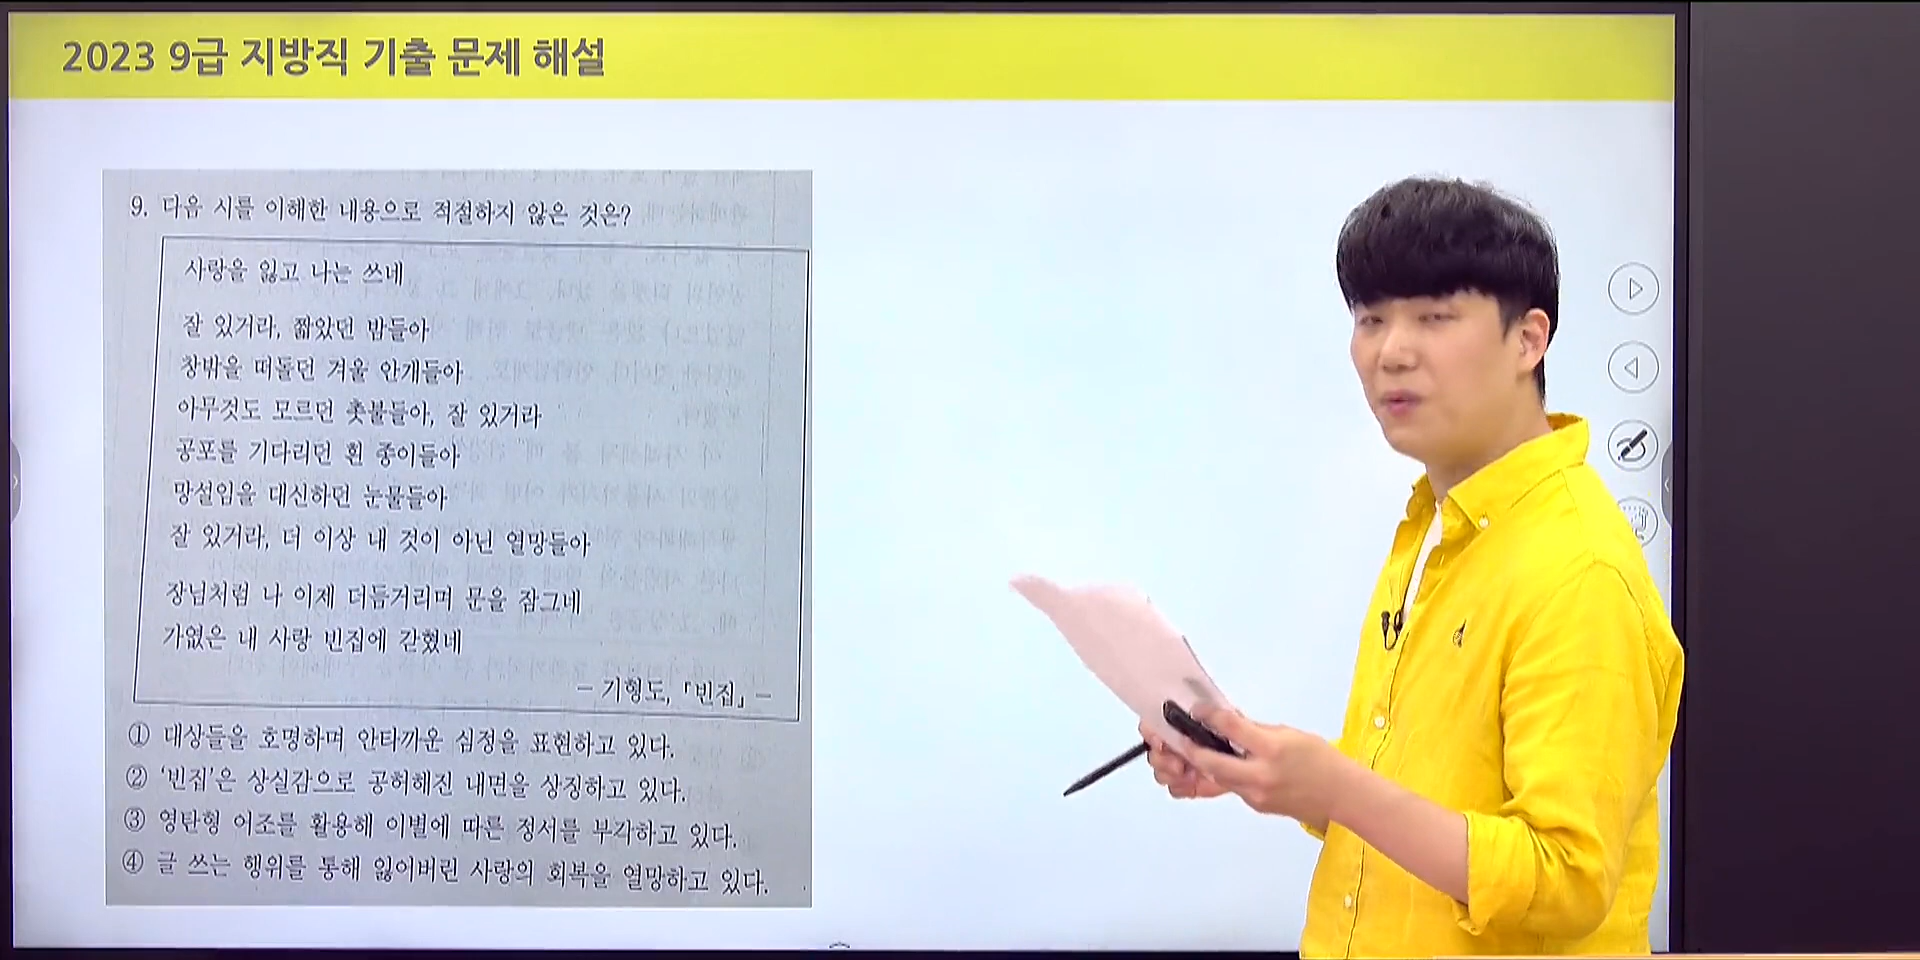 2023 9급 지방직 기출 문제 해설
9. 다음 시를 이해한 내용으로 적절하지 않은 것은?
사랑을 잃고 나는 쓰네
잘 있거라, 짧았던 밤들아
창밖을 떠돌던 겨울 안개들아
아무것도 모르던 촛불들아, 잘 있거라
공포를 기다리던 흰 종이들아
망설임을 대신하던 눈물들아
잘 있거라, 더 이상 내 것이 아닌 열망들아
장님처럼 나 이제 더듬거리며 문을 잠그네
가엾은 내 사랑 빈집에 갇혔네
- 기형도, 「빈집」 -
① 대상들을 호명하며 안타까운 심정을 표현하고 있다.
② ‘빈집’은 상실감으로 공허해진 내면을 상징하고 있다.
③ 영탄형 어조를 활용해 이별에 따른 정서를 부각하고 있다.
④ 글 쓰는 행위를 통해 잃어버린 사랑의 회복을 열망하고 있다.